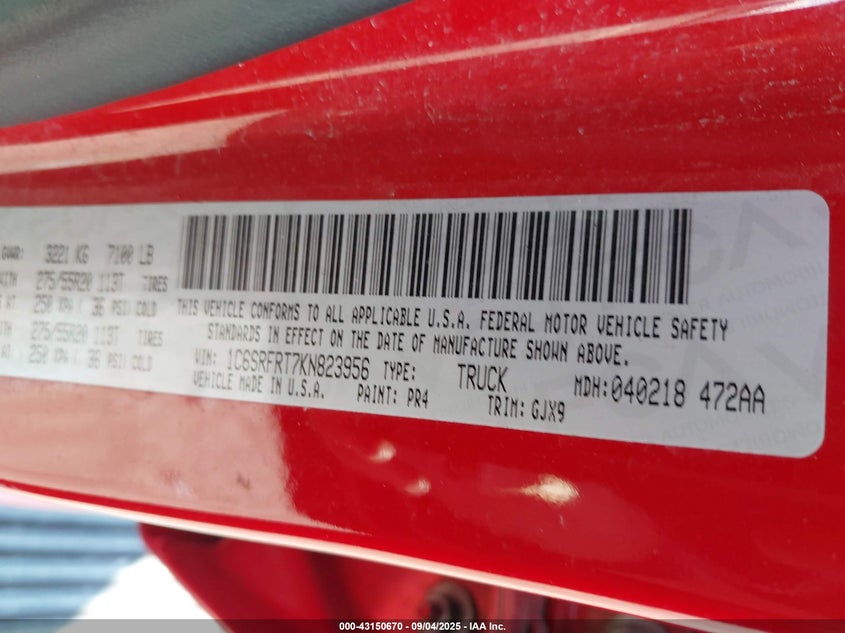 GVWR: 3221 KG 7100 LB
WITH 275/55R20 113T TIRES
AT 250 KPA / 36 PSI/COLD
275/55R20 113T TIRES
AT 250 KPA / 36 PSI/COLD
THIS VEHICLE CONFORMS TO ALL APPLICABLE U.S.A. FEDERAL MOTOR VEHICLE SAFETY
STANDARDS IN EFFECT ON THE DATE OF MANUFACTURE SHOWN ABOVE.
VIN: 1C6SRFRT7KN823956 TYPE: TRUCK MDH:040218 472AA
VEHICLE MADE IN U.S.A. PAINT: PR4 TRIM: GJX9
000-43150670 - 09/04/2025 - IAA Inc.